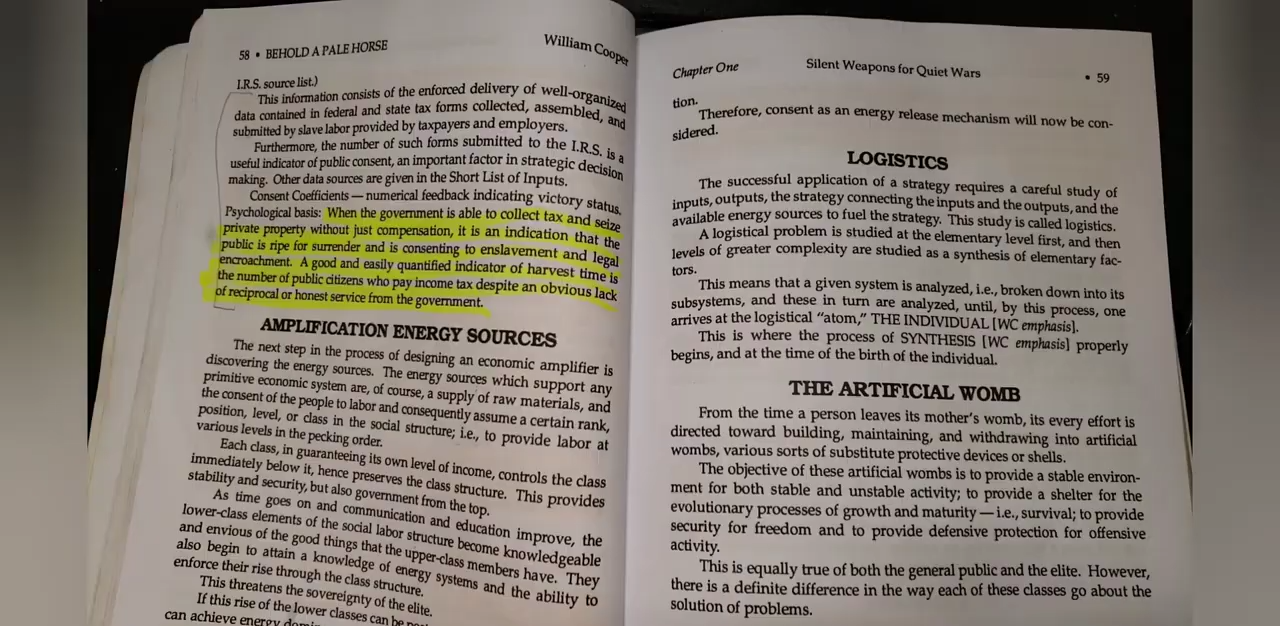 58 • BEHOLD A PALE HORSE
William Cooper
I.R.S. source list.)
This information consists of the enforced delivery of well-organized
data contained in federal and state tax forms collected, assembled, and
submitted by slave labor provided by taxpayers and employers.
Furthermore, the number of such forms submitted to the I.R.S. is a
useful indicator of public consent, an important factor in strategic decision
making. Other data sources are given in the Short List of Inputs.
Consent Coefficients — numerical feedback indicating victory status.
Psychological basis: When the government is able to collect tax and seize
private property without just compensation, it is an indication that the
public is ripe for surrender and is consenting to enslavement and legal
encroachment. A good and easily quantified indicator of harvest time is
the number of public citizens who pay income tax despite an obvious lack
of reciprocal or honest service from the government.
AMPLIFICATION ENERGY SOURCES
The next step in the process of designing an economic amplifier is
discovering the energy sources. The energy sources which support any
primitive economic system are, of course, a supply of raw materials, and
the consent of the people to labor and consequently assume a certain rank,
position, level, or class in the social structure; i.e., to provide labor at
various levels in the pecking order.
Each class, in guaranteeing its own level of income, controls the class
immediately below it, hence preserves the class structure. This provides
stability and security, but also government from the top.
As time goes on and communication and education improve, the
lower-class elements of the social labor structure become knowledgeable
and envious of the good things that the upper-class members have. They
also begin to attain a knowledge of energy systems and the ability to
enforce their rise through the class structure.
This threatens the sovereignty of the elite.
If this rise of the lower classes can be
can achieve energy
Chapter One
Silent Weapons for Quiet Wars
• 59
tion.
Therefore, consent as an energy release mechanism will now be con-
sidered.
LOGISTICS
The successful application of a strategy requires a careful study of
inputs, outputs, the strategy connecting the inputs and the outputs, and the
available energy sources to fuel the strategy. This study is called logistics.
A logistical problem is studied at the elementary level first, and then
levels of greater complexity are studied as a synthesis of elementary fac-
tors.
This means that a given system is analyzed, i.e., broken down into its
subsystems, and these in turn are analyzed, until, by this process, one
arrives at the logistical “atom,” THE INDIVIDUAL [WC emphasis].
This is where the process of SYNTHESIS [WC emphasis] properly
begins, and at the time of the birth of the individual.
THE ARTIFICIAL WOMB
From the time a person leaves its mother's womb, its every effort is
directed toward building, maintaining, and withdrawing into artificial
wombs, various sorts of substitute protective devices or shells.
The objective of these artificial wombs is to provide a stable environ-
ment for both stable and unstable activity; to provide a shelter for the
evolutionary processes of growth and maturity — i.e., survival; to provide
security for freedom and to provide defensive protection for offensive
activity.
This is equally true of both the general public and the elite. However,
there is a definite difference in the way each of these classes go about the
solution of problems.